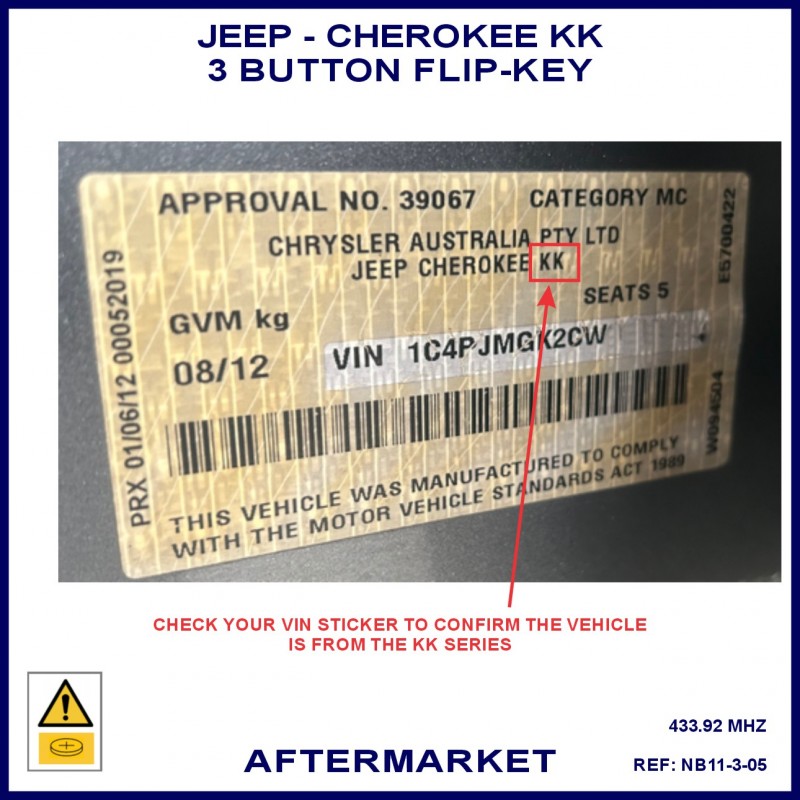 JEEP - CHEROKEE KK
3 BUTTON FLIP-KEY
APPROVAL NO. 39067 CATEGORY MC
CHRYSLER AUSTRALIA PTY LTD
JEEP CHEROKEE KK
SEATS 5
GVM kg
08/12 VIN 1C4PJMGK2CW
THIS VEHICLE WAS MANUFACTURED TO COMPLY
WITH THE MOTOR VEHICLE STANDARDS ACT 1989
PRX 01/06/12 00052019
E5700422
W094504
CHECK YOUR VIN STICKER TO CONFIRM THE VEHICLE
IS FROM THE KK SERIES
433.92 MHZ
AFTERMARKET
REF: NB11-3-05